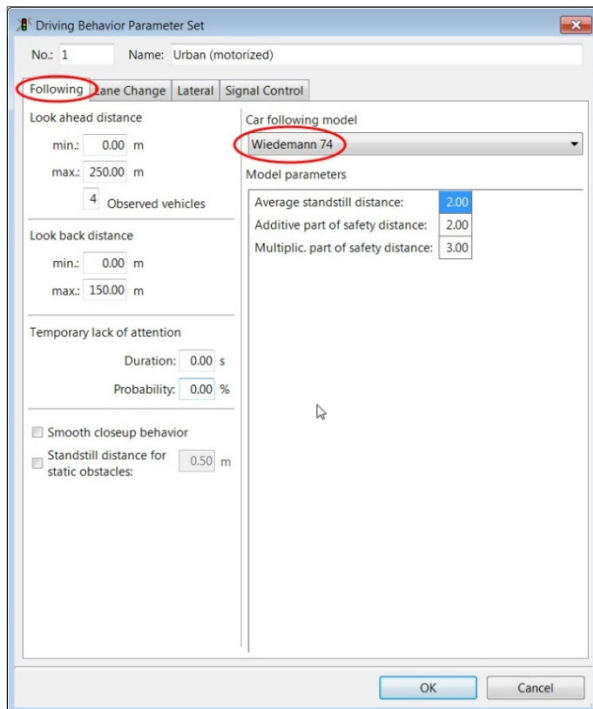 Driving Behavior Parameter Set
No.: 1 Name: Urban (motorized)
Following Lane Change Lateral Signal Control
Look ahead distance
min.: 0.00 m
max.: 250.00 m
4 Observed vehicles
Look back distance
min.: 0.00 m
max.: 150.00 m
Temporary lack of attention
Duration: 0.00 s
Probability: 0.00 %
Smooth closeup behavior
Standstill distance for
static obstacles: 0.50 m
Car following model
Wiedemann 74
Model parameters
Average standstill distance: 2.00
Additive part of safety distance: 2.00
Multiplic. part of safety distance: 3.00
OK Cancel